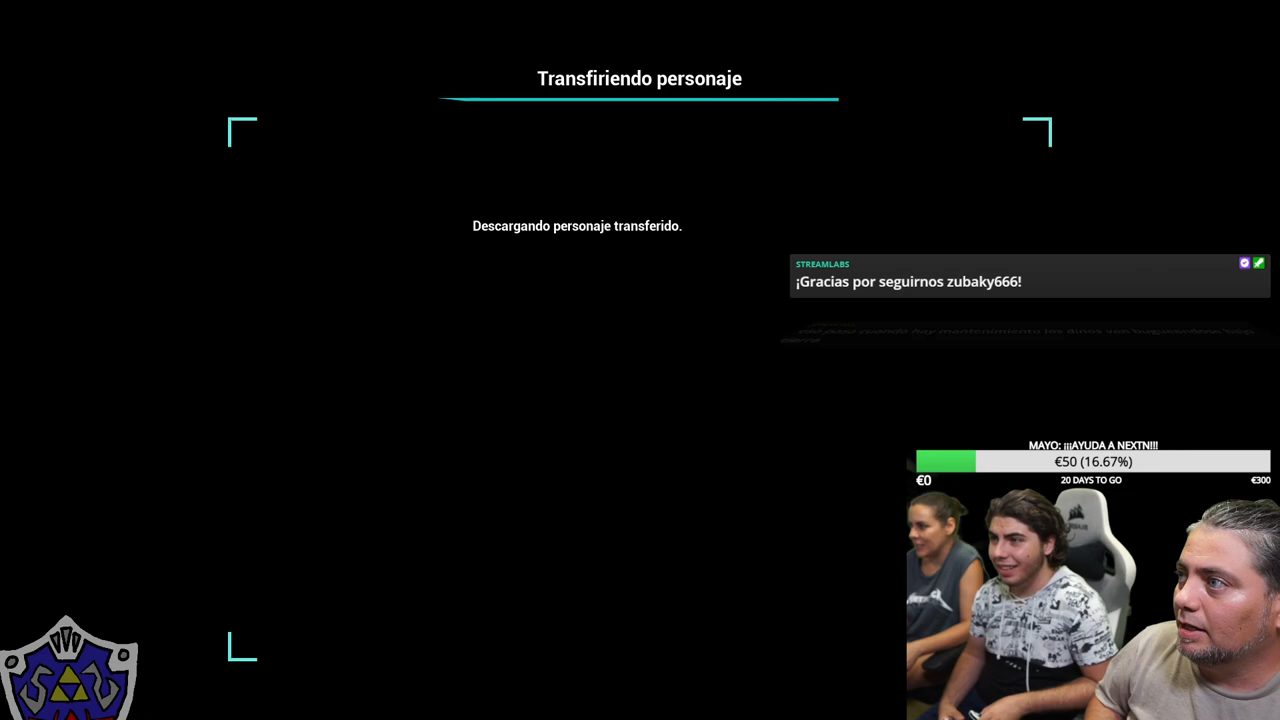 Transfiriendo personaje
Descargando personaje transferido.
STREAMLABS
¡Gracias por seguirnos zubaky666!
MAYO: ¡¡¡AYUDA A NEXTN!!!
€50 (16.67%)
€0
20 DAYS TO GO
€300